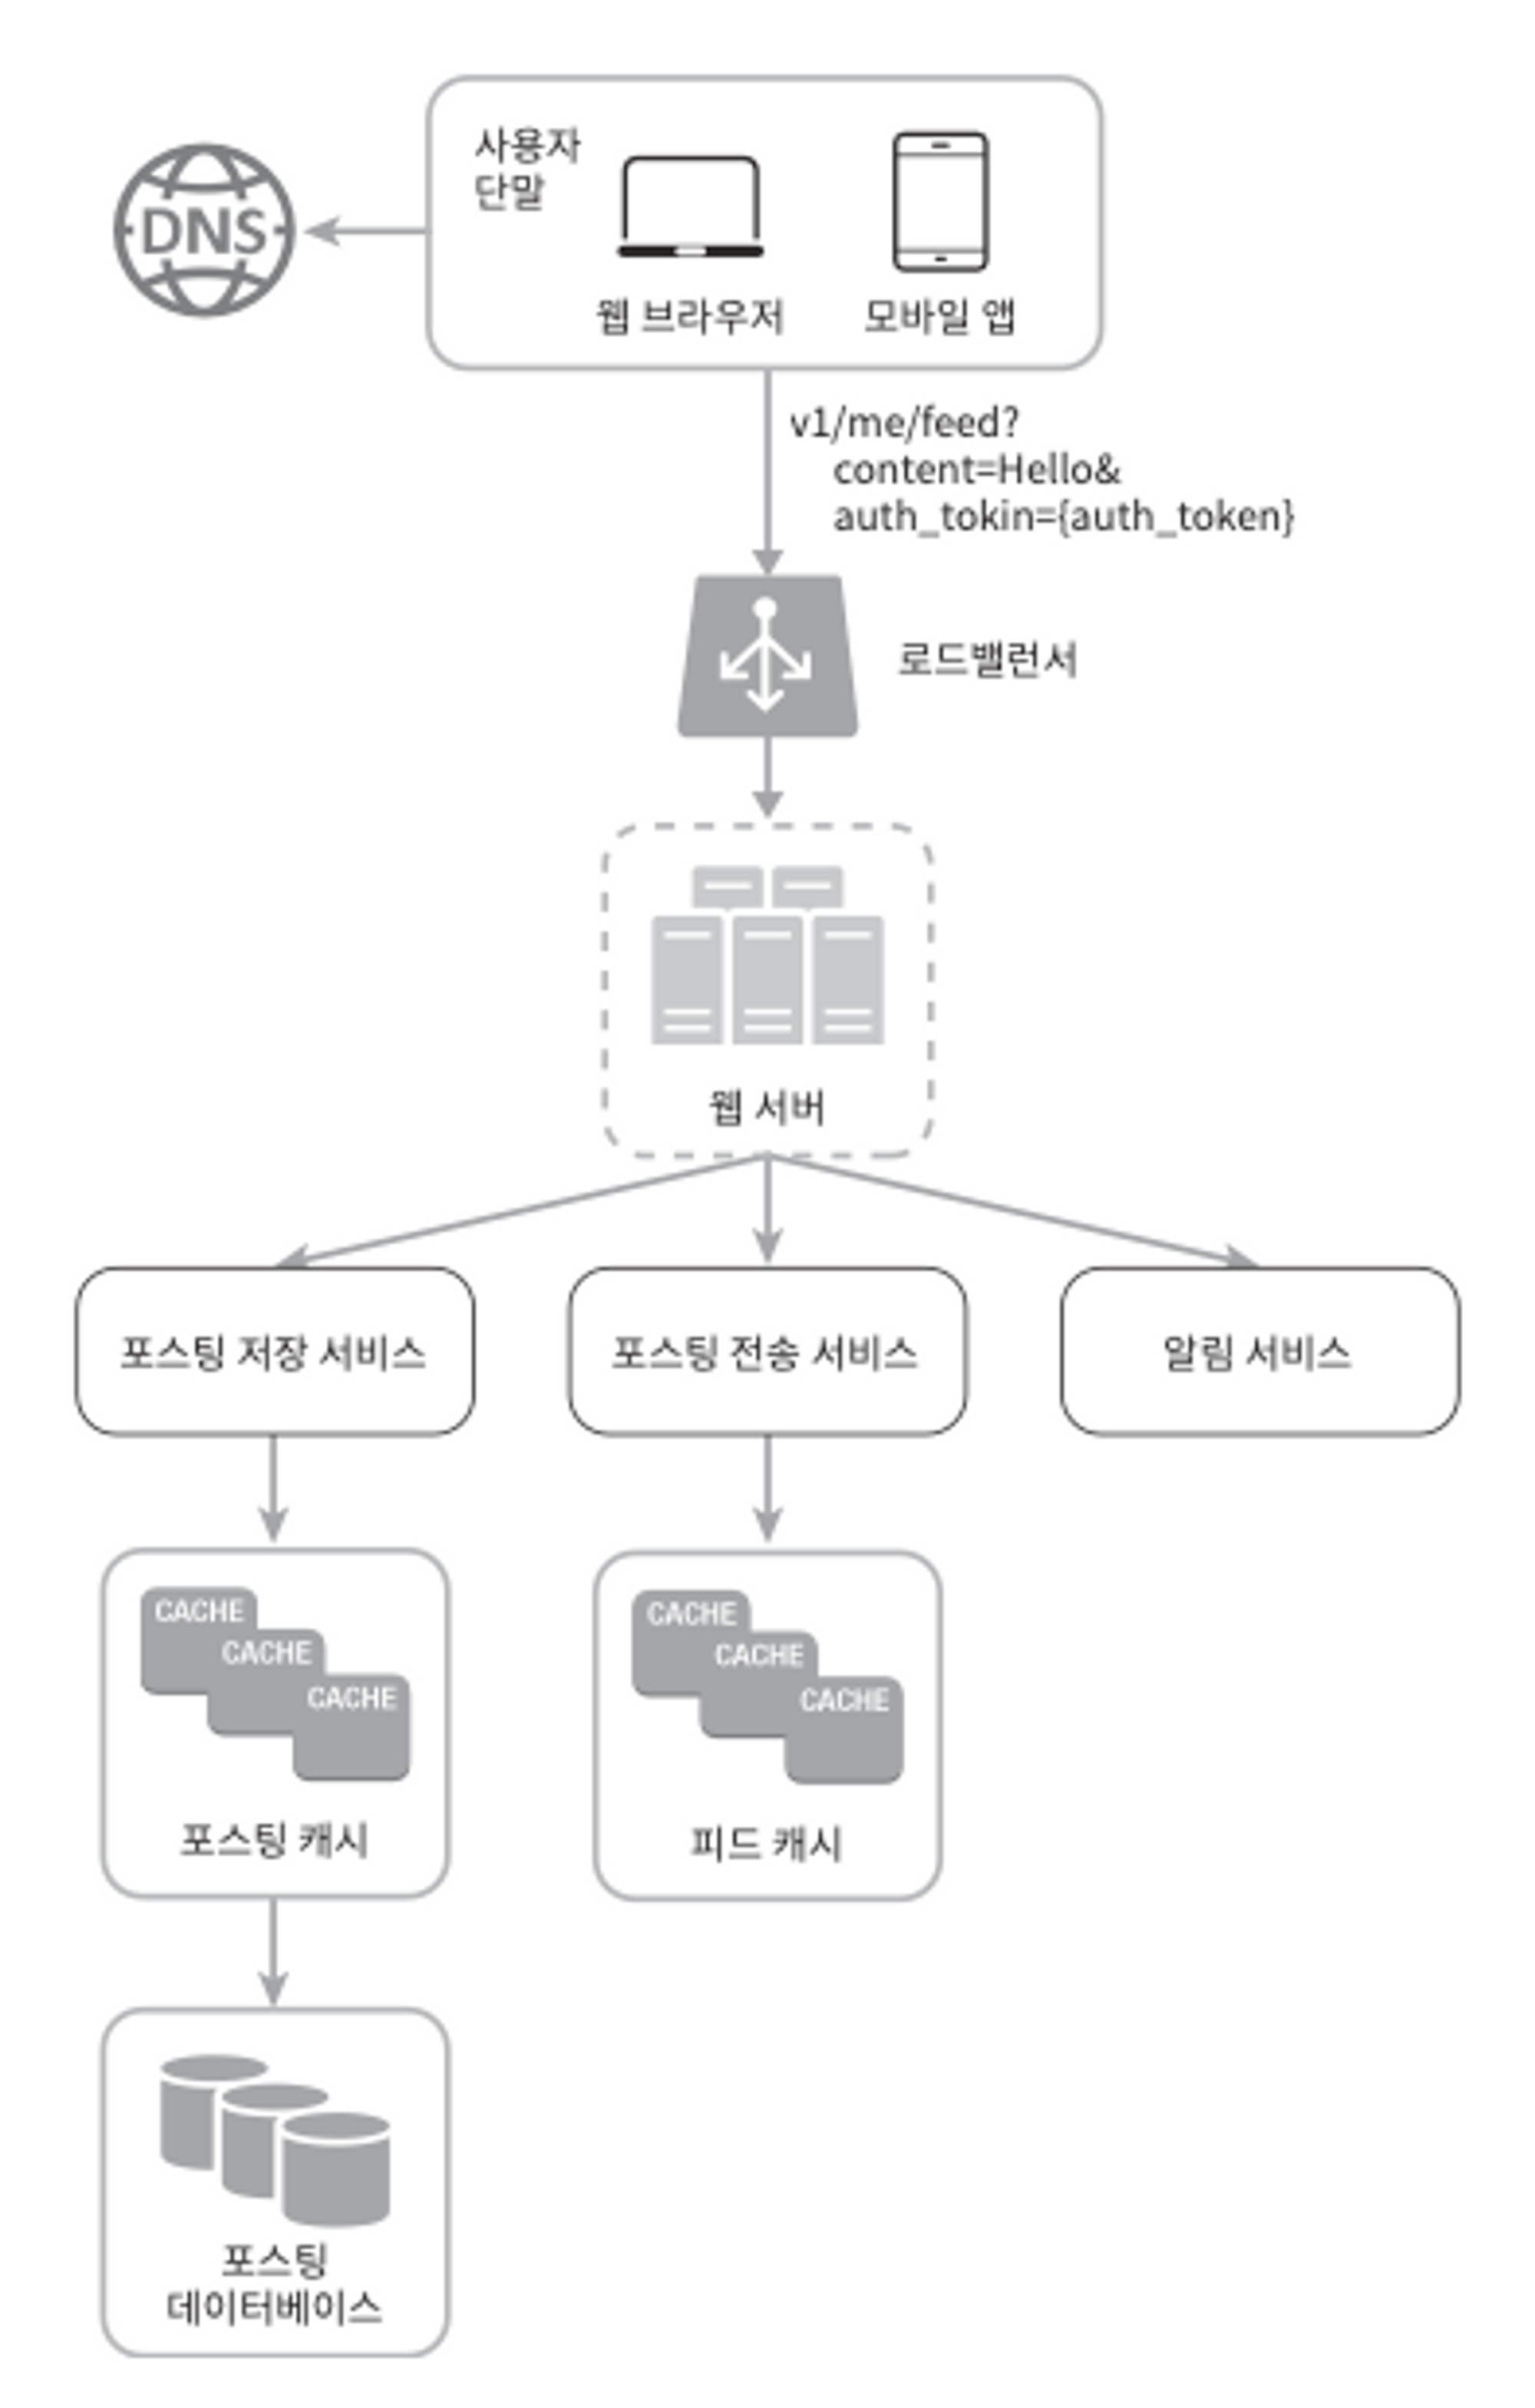 사용자
단말
DNS
웹 브라우저
모바일 앱
v1/me/feed?
content=Hello&
auth_tokin={auth_token}
로드밸런서
웹 서버
포스팅 저장 서비스
포스팅 전송 서비스
알림 서비스
CACHE
CACHE
CACHE
포스팅 캐시
CACHE
CACHE
CACHE
피드 캐시
포스팅
데이터베이스